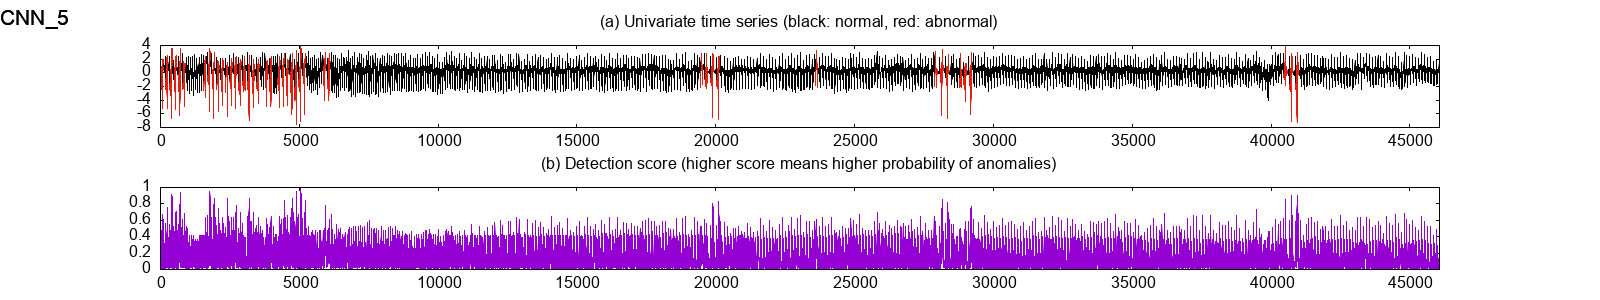 CNN_5
(a) Univariate time series (black: normal, red: abnormal)
4
2
0
-2
-4
-6
-8
0 5000 10000 15000 20000 25000 30000 35000 40000 45000
(b) Detection score (higher score means higher probability of anomalies)
1
0.8
0.6
0.4
0.2
0
0 5000 10000 15000 20000 25000 30000 35000 40000 45000